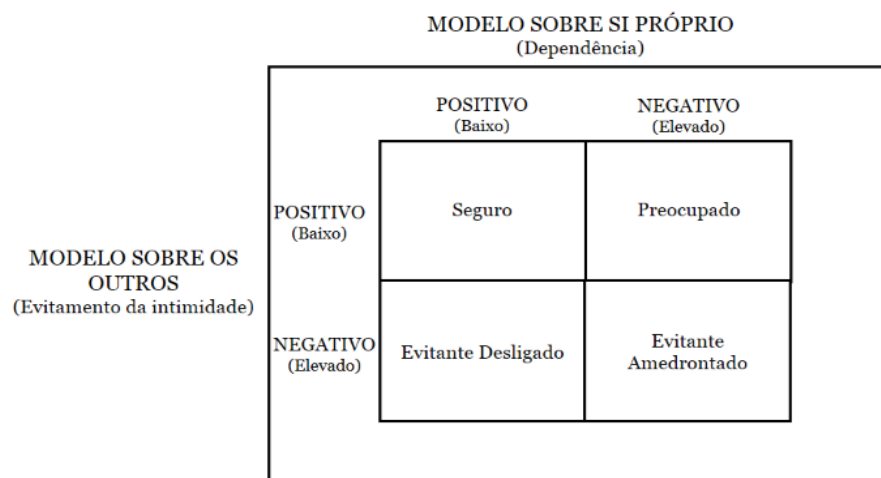 MODELO SOBRE SI PRÓPRIO
(Dependência)
POSITIVO
(Baixo)
NEGATIVO
(Elevado)
MODELO SOBRE OS
OUTROS
(Evitamento da intimidade)
POSITIVO
(Baixo)
Seguro
Preocupado
NEGATIVO
(Elevado)
Evitante Desligado
Evitante
Amedrontado